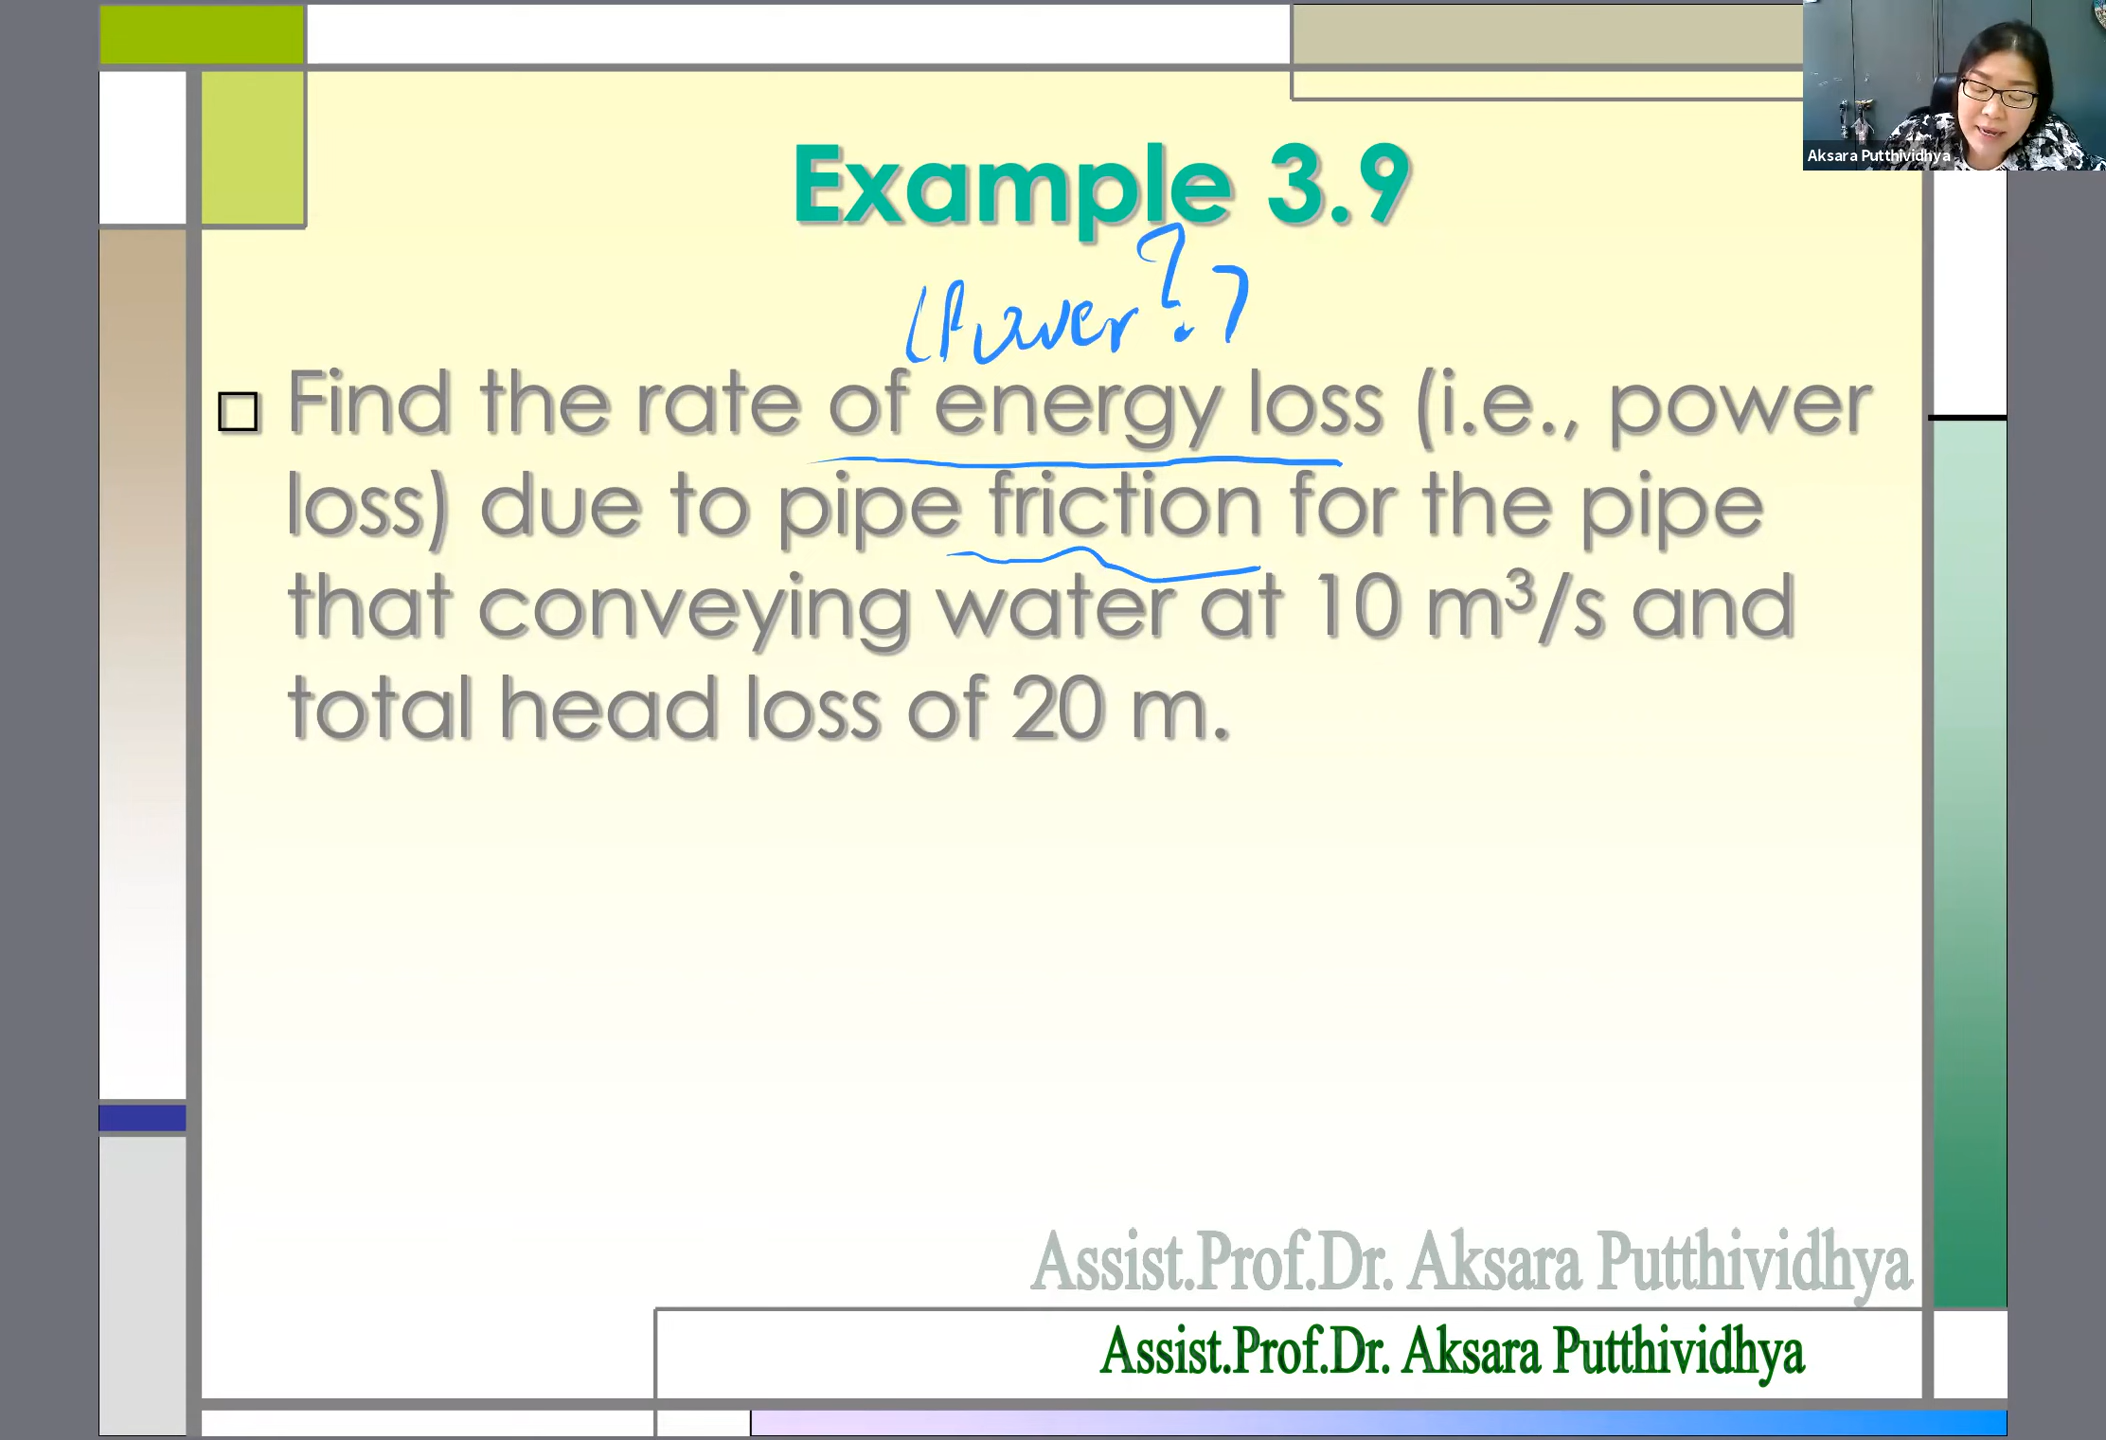 Aksara Putthividhya
Example 3.9
(Power?)
Find the rate of energy loss (i.e., power
loss) due to pipe friction for the pipe
that conveying water at 10 m³/s and
total head loss of 20 m.
Assist.Prof.Dr. Aksara Putthividhya
Assist.Prof.Dr. Aksara Putthividhya